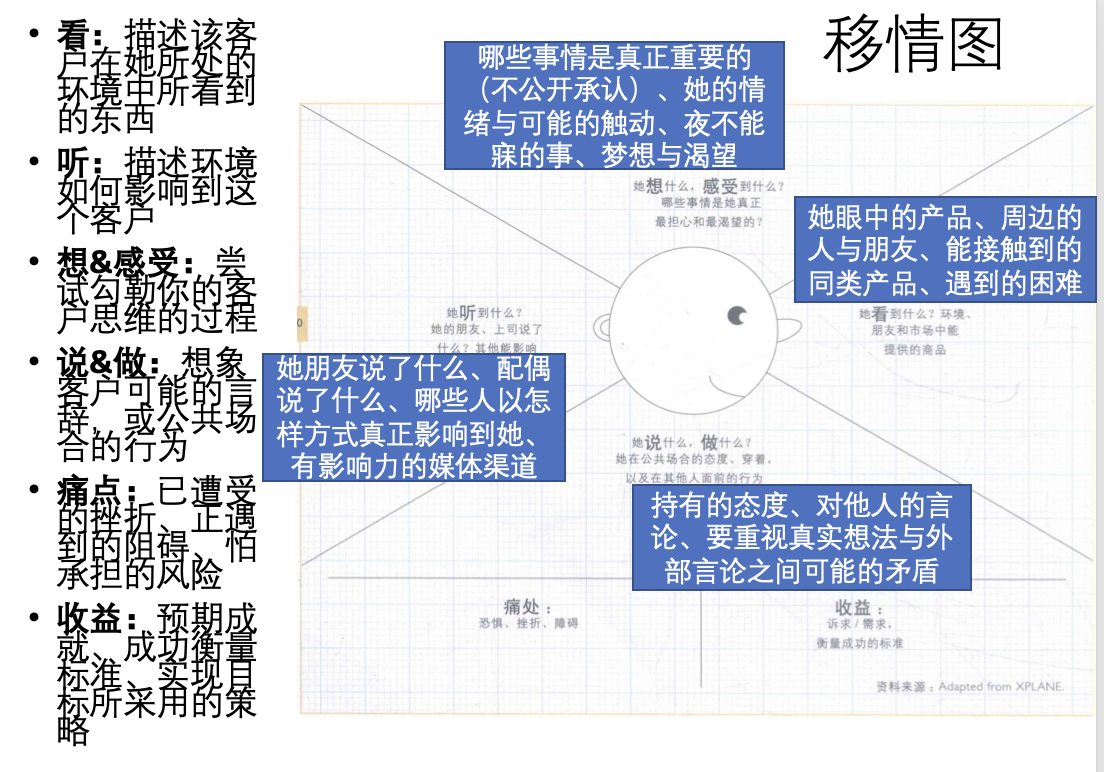 移情图
• 看：描述该客
户在她所处的
环境中所看到
的东西
• 听：描述环境
如何影响到这
个客户
• 想&感受：尝
试勾勒你的客
户思维的过程
• 说&做：想象
客户可能的言
辞，或公共场
合的行为
• 痛点：已遭受
的挫折、正遇
到的阻碍、怕
承担的风险
• 收益：预期成
就、成功衡量
标准、实现目
标所采用的策
略
哪些事情是真正重要的
（不公开承认）、她的情
绪与可能的触动、夜不能
寐的事、梦想与渴望
她想什么，感受到什么？
哪些事情是她真正
最担心和最渴望的？
她眼中的产品、周边的
人与朋友、能接触到的
同类产品、遇到的困难
她看到什么？环境、
朋友和市场中能
提供的商品
她听到什么？
她的朋友、上司说了
什么？其他能影响
她朋友说了什么、配偶
说了什么、哪些人以怎
样方式真正影响到她、
有影响力的媒体渠道
她说什么，做什么？
她在公共场合的态度、穿着，
以及在其他人面前的行为
持有的态度、对他人的言
论、要重视真实想法与外
部言论之间可能的矛盾
痛处：
恐惧、挫折、障碍
收益：
诉求/需求，
衡量成功的标准
资料来源：Adapted from XPLANE.